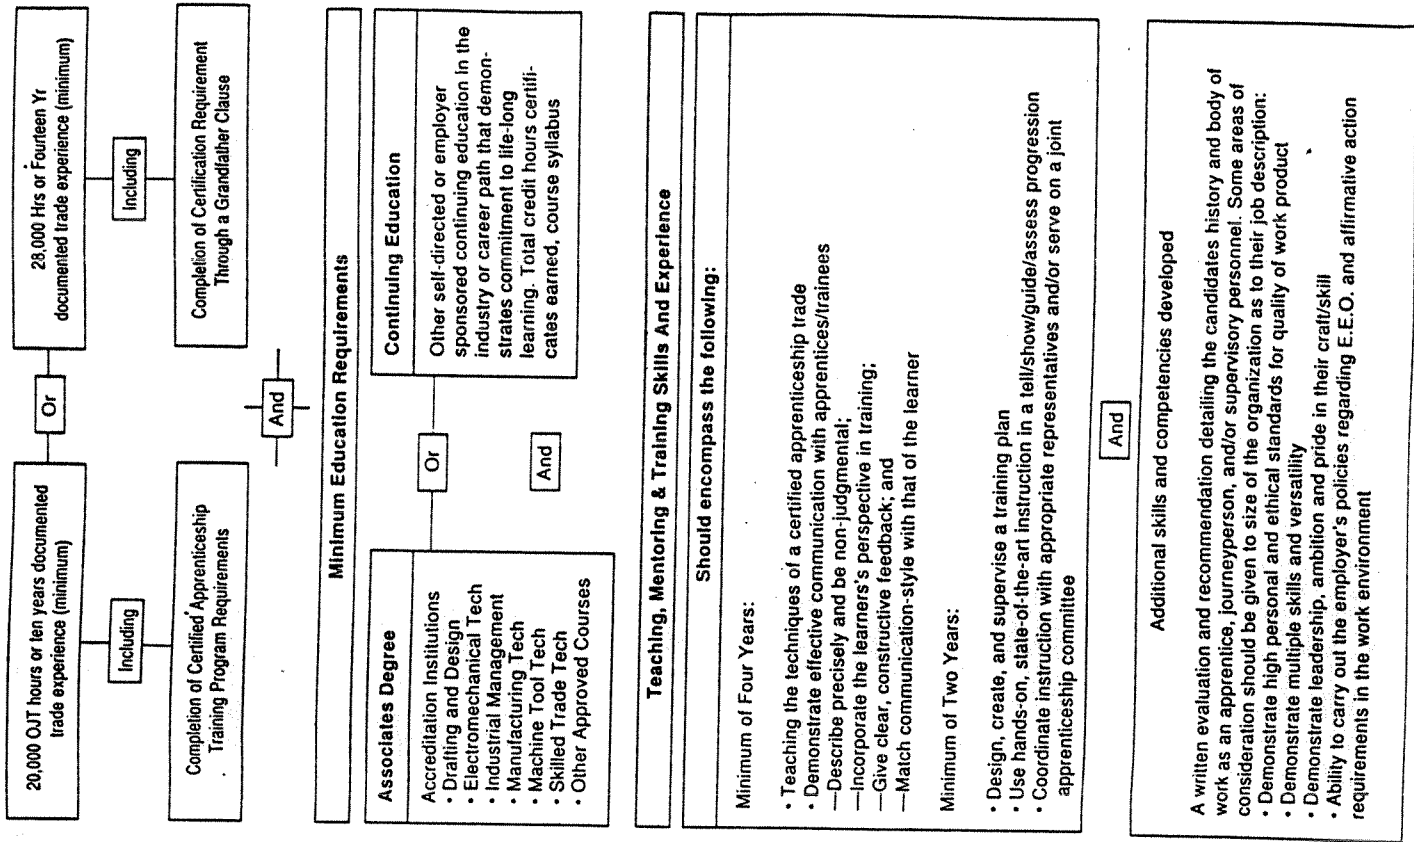 20,000 OJT hours or ten years documented
trade experience (minimum)
Or
28,000 Hrs or Fourteen Yr
documented trade experience (minimum)
Including
Including
Completion of Certified Apprenticeship
Training Program Requirements
Completion of Certification Requirement
Through a Grandfather Clause
And
Minimum Education Requirements
Associates Degree
Accreditation Institutions
• Drafting and Design
• Electromechanical Tech
• Industrial Management
• Manufacturing Tech
• Machine Tool Tech
• Skilled Trade Tech
• Other Approved Courses
Or
And
Continuing Education
Other self-directed or employer
sponsored continuing education in the
industry or career path that demon-
strates commitment to life-long
learning. Total credit hours certifi-
cates earned, course syllabus
Teaching, Mentoring & Training Skills And Experience
Should encompass the following:
Minimum of Four Years:
• Teaching the techniques of a certified apprenticeship trade
• Demonstrate effective communication with apprentices/trainees
—Describe precisely and be non-judgmental;
—Incorporate the learners's perspective in training;
—Give clear, constructive feedback; and
—Match communication-style with that of the learner
Minimum of Two Years:
• Design, create, and supervise a training plan
• Use hands-on, state-of-the-art instruction in a tell/show/guide/assess progression
• Coordinate instruction with appropriate representatives and/or serve on a joint
apprenticeship committee
And
Additional skills and competencies developed
A written evaluation and recommendation detailing the candidates history and body of
work as an apprentice, journeyperson, and/or supervisory personnel. Some areas of
consideration should be given to size of the organization as to their job description:
• Demonstrate high personal and ethical standards for quality of work product
• Demonstrate multiple skills and versatility
• Demonstrate leadership, ambition and pride in their craft/skill
• Ability to carry out the employer's policies regarding E.E.O. and affirmative action
requirements in the work environment